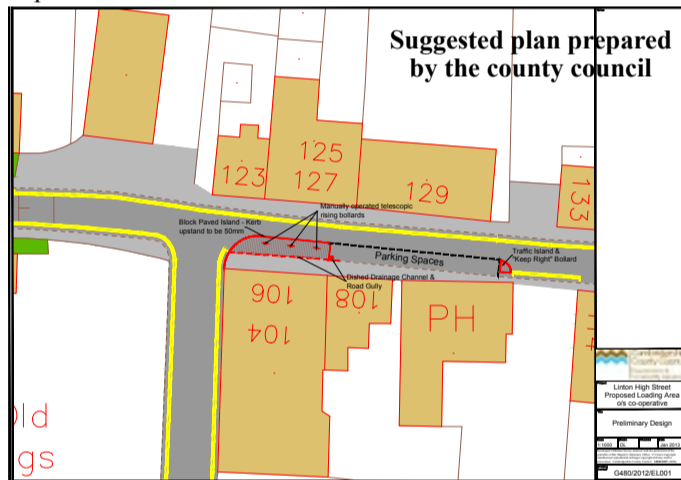 Suggested plan prepared
by the county council
125
127
123
129
133
Manually operated telescopic
rising bollards
Block Paved Island - Kerb
upstand to be 50mm
Parking Spaces
Traffic Island &
"Keep Right" Bollard
Dished Drainage Channel &
Road Gully
106
108
104
PH
ld
gs
County Council
Linton High Street
Proposed Loading Area
o/s co-operative
Preliminary Design
1:1000
Jan 2013
G480/2012/EL001